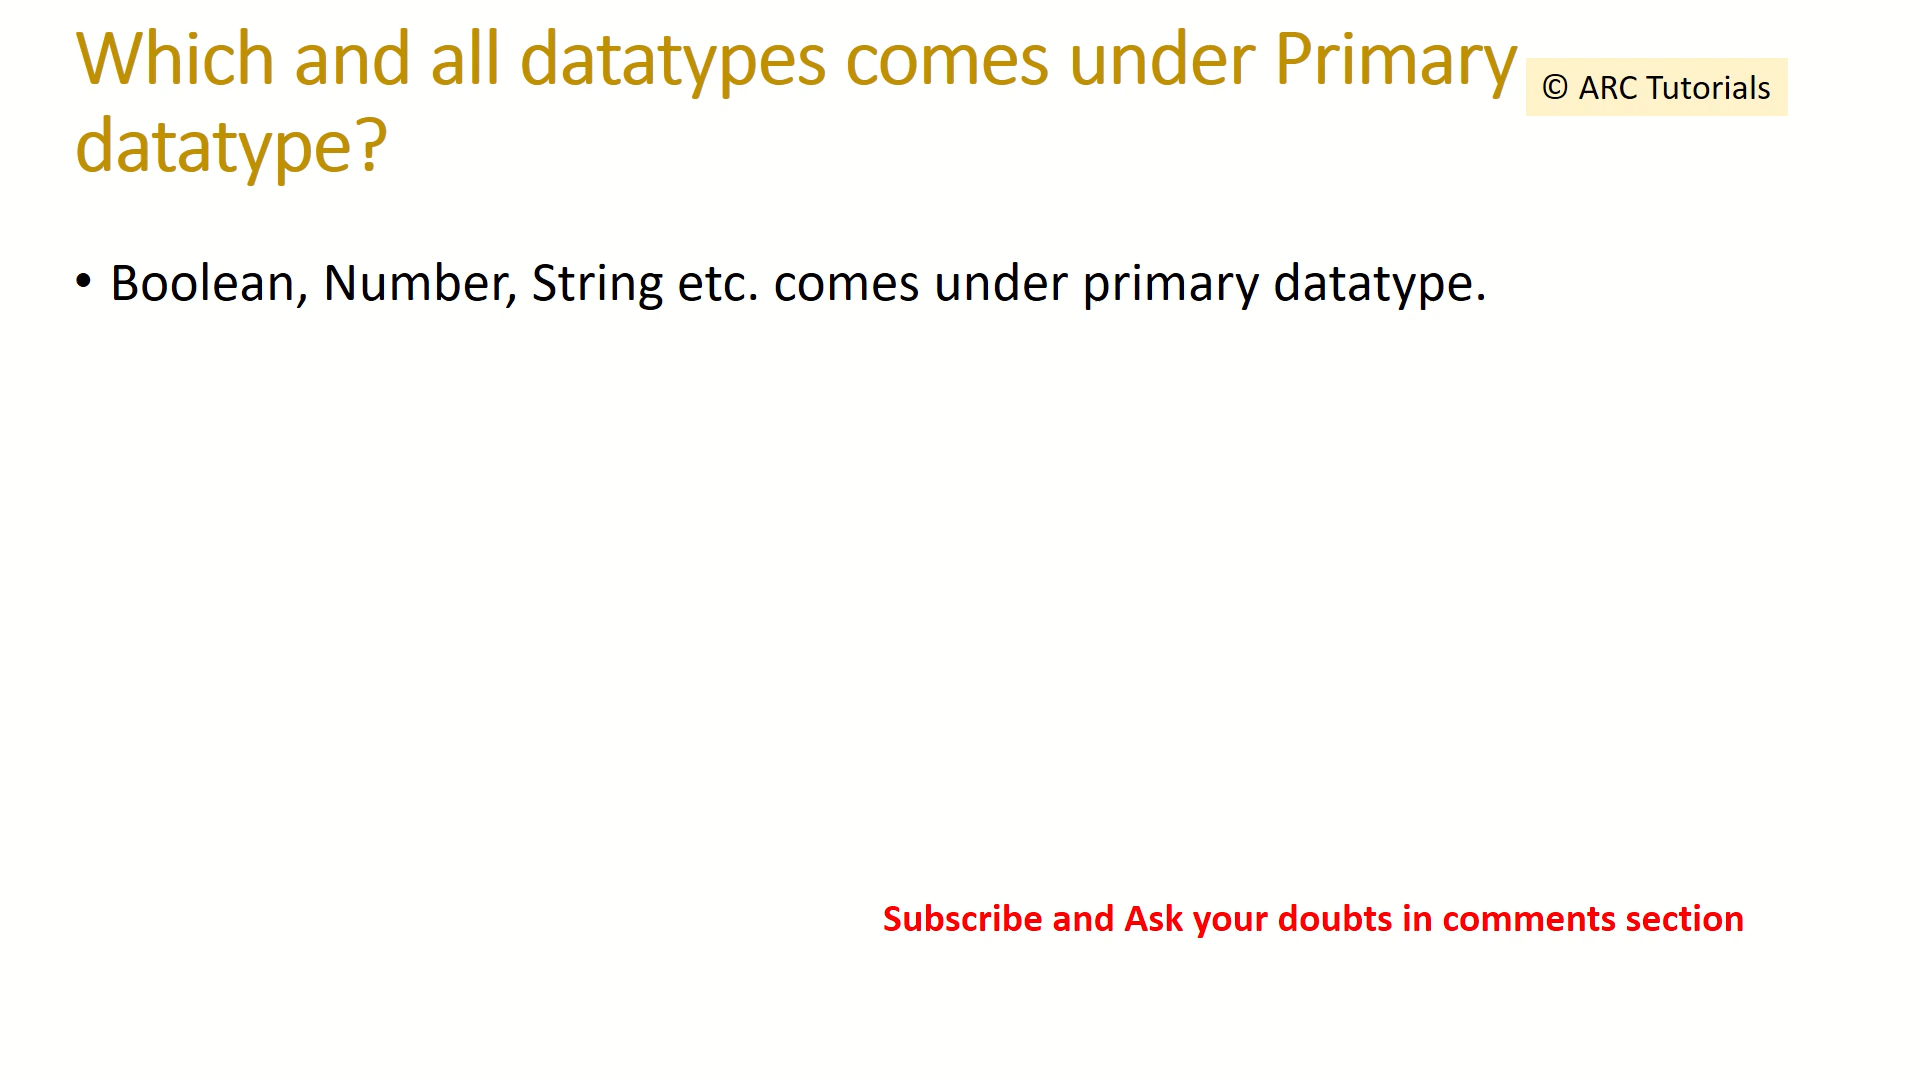 Which and all datatypes comes under Primary
datatype?
© ARC Tutorials
• Boolean, Number, String etc. comes under primary datatype.
Subscribe and Ask your doubts in comments section